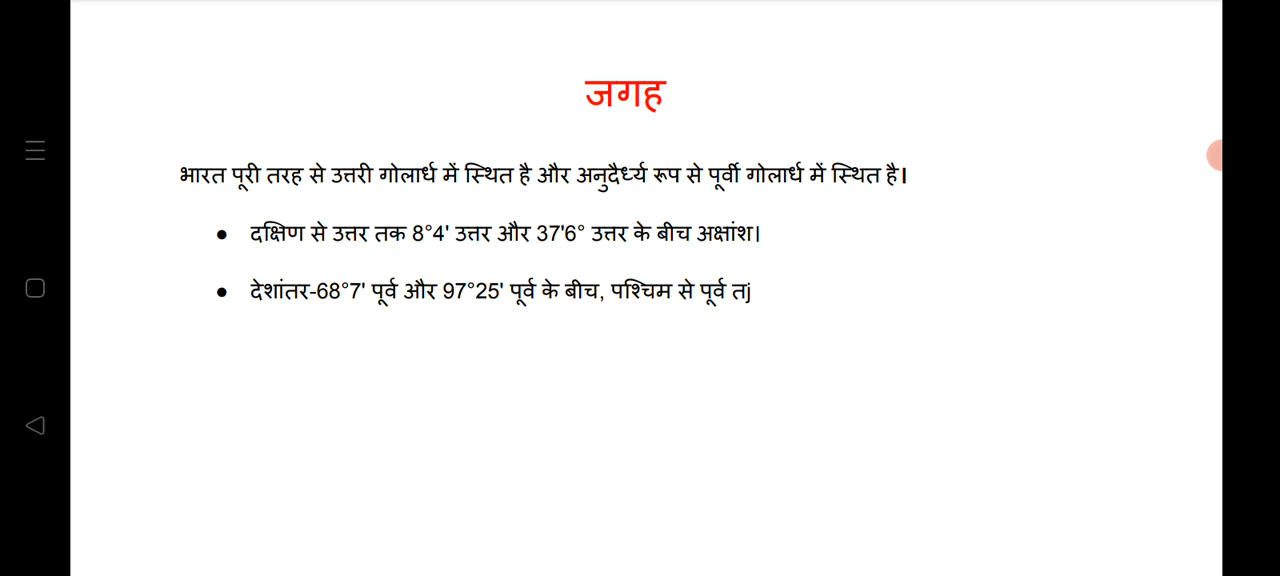 जगह
भारत पूरी तरह से उत्तरी गोलार्ध में स्थित है और अनुदैर्ध्य रूप से पूर्वी गोलार्ध में स्थित है।
● दक्षिण से उत्तर तक 8°4' उत्तर और 37'6° उत्तर के बीच अक्षांश।
● देशांतर-68°7' पूर्व और 97°25' पूर्व के बीच, पश्चिम से पूर्व तj